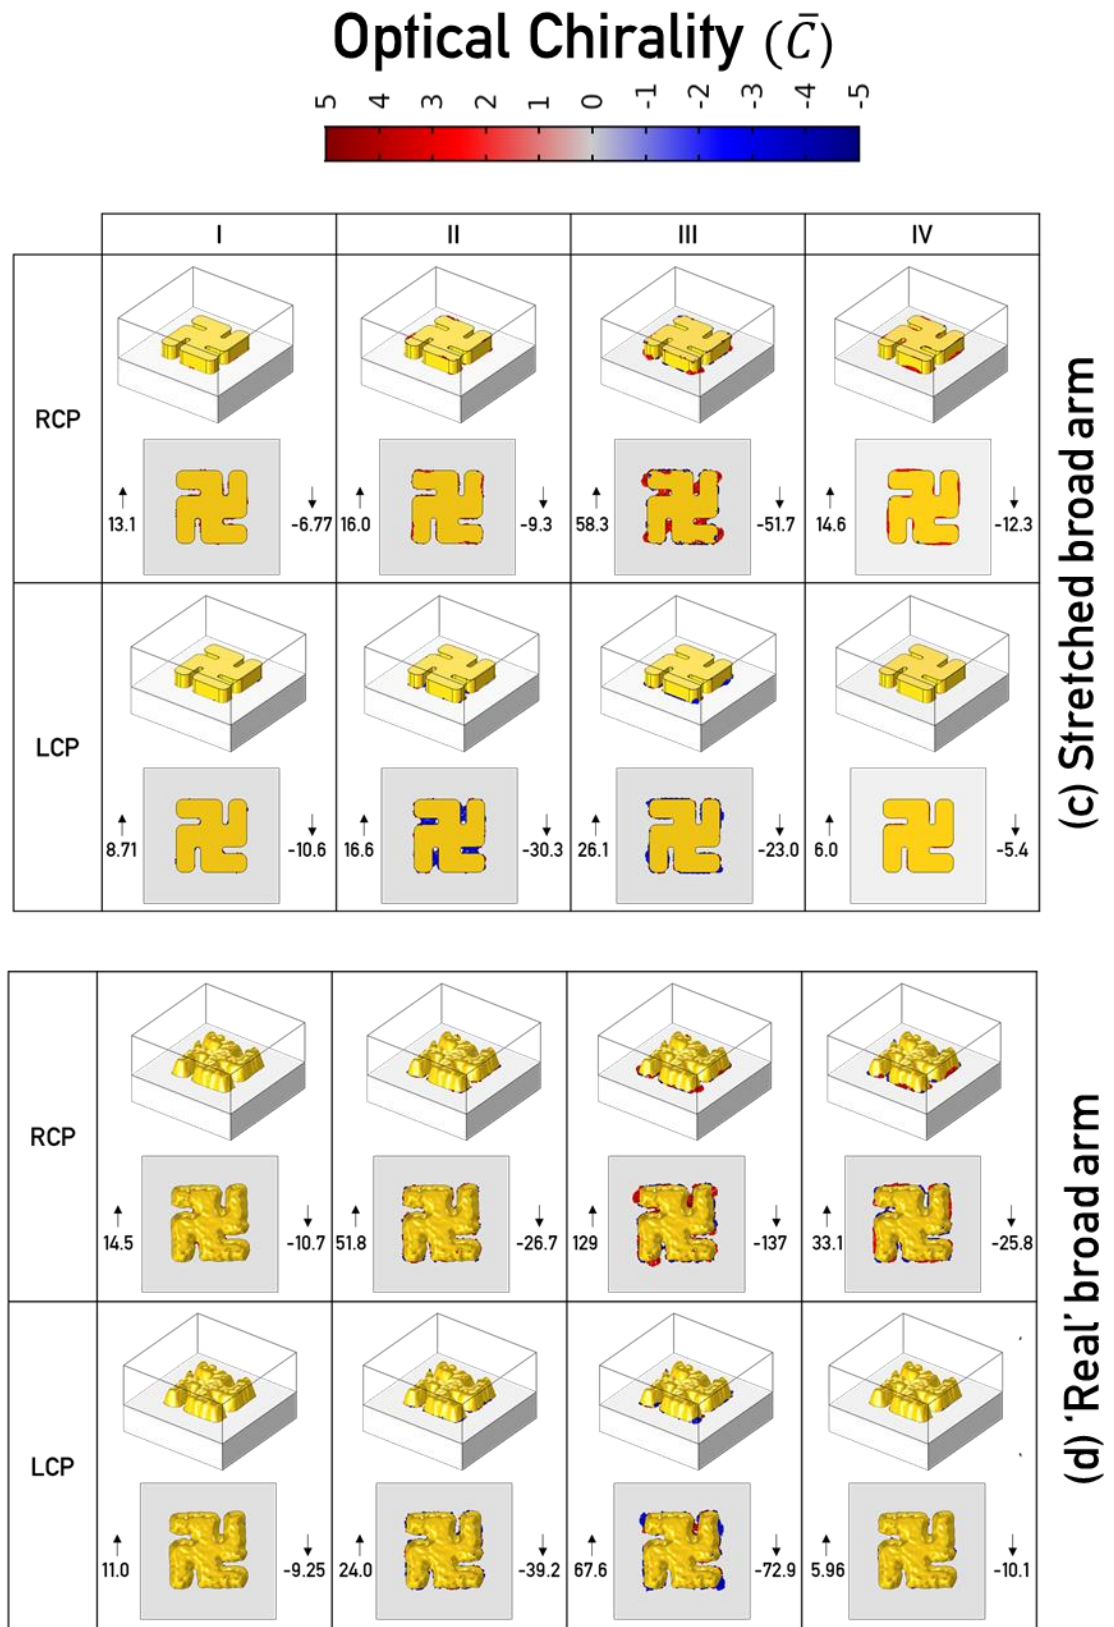 Optical Chirality (C̄)
5 4 3 2 1 0 -1 -2 -3 -4 -5
I II III IV
RCP
↑ ↓ ↑ ↓ ↑ ↓ ↑ ↓
13.1 -6.77 16.0 -9.3 58.3 -51.7 14.6 -12.3
LCP
↑ ↓ ↑ ↓ ↑ ↓ ↑ ↓
8.71 -10.6 16.6 -30.3 26.1 -23.0 6.0 -5.4
(c) Stretched broad arm
RCP
↑ ↓ ↑ ↓ ↑ ↓ ↑ ↓
14.5 -10.7 51.8 -26.7 129 -137 33.1 -25.8
LCP
↑ ↓ ↑ ↓ ↑ ↓ ↑ ↓
11.0 -9.25 24.0 -39.2 67.6 -72.9 5.96 -10.1
(d) ‘Real’ broad arm